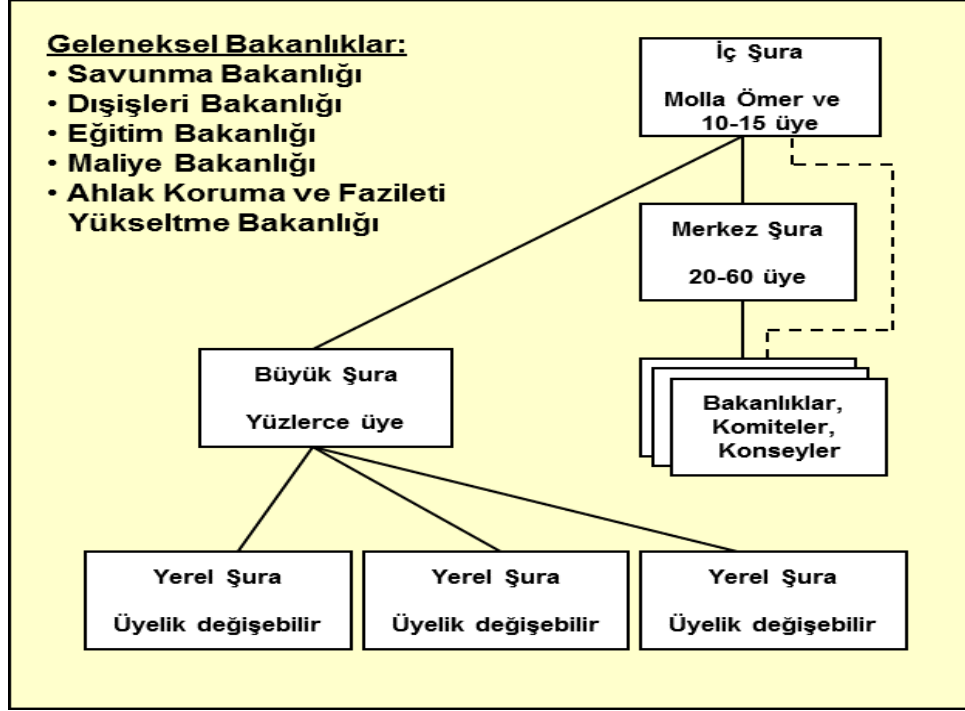 Geleneksel Bakanlıklar:
• Savunma Bakanlığı
• Dışişleri Bakanlığı
• Eğitim Bakanlığı
• Maliye Bakanlığı
• Ahlak Koruma ve Fazileti
Yükseltme Bakanlığı
İç Şura
Molla Ömer ve
10-15 üye
Merkez Şura
20-60 üye
Büyük Şura
Yüzlerce üye
Bakanlıklar,
Komiteler,
Konseyler
Yerel Şura
Üyelik değişebilir
Yerel Şura
Üyelik değişebilir
Yerel Şura
Üyelik değişebilir